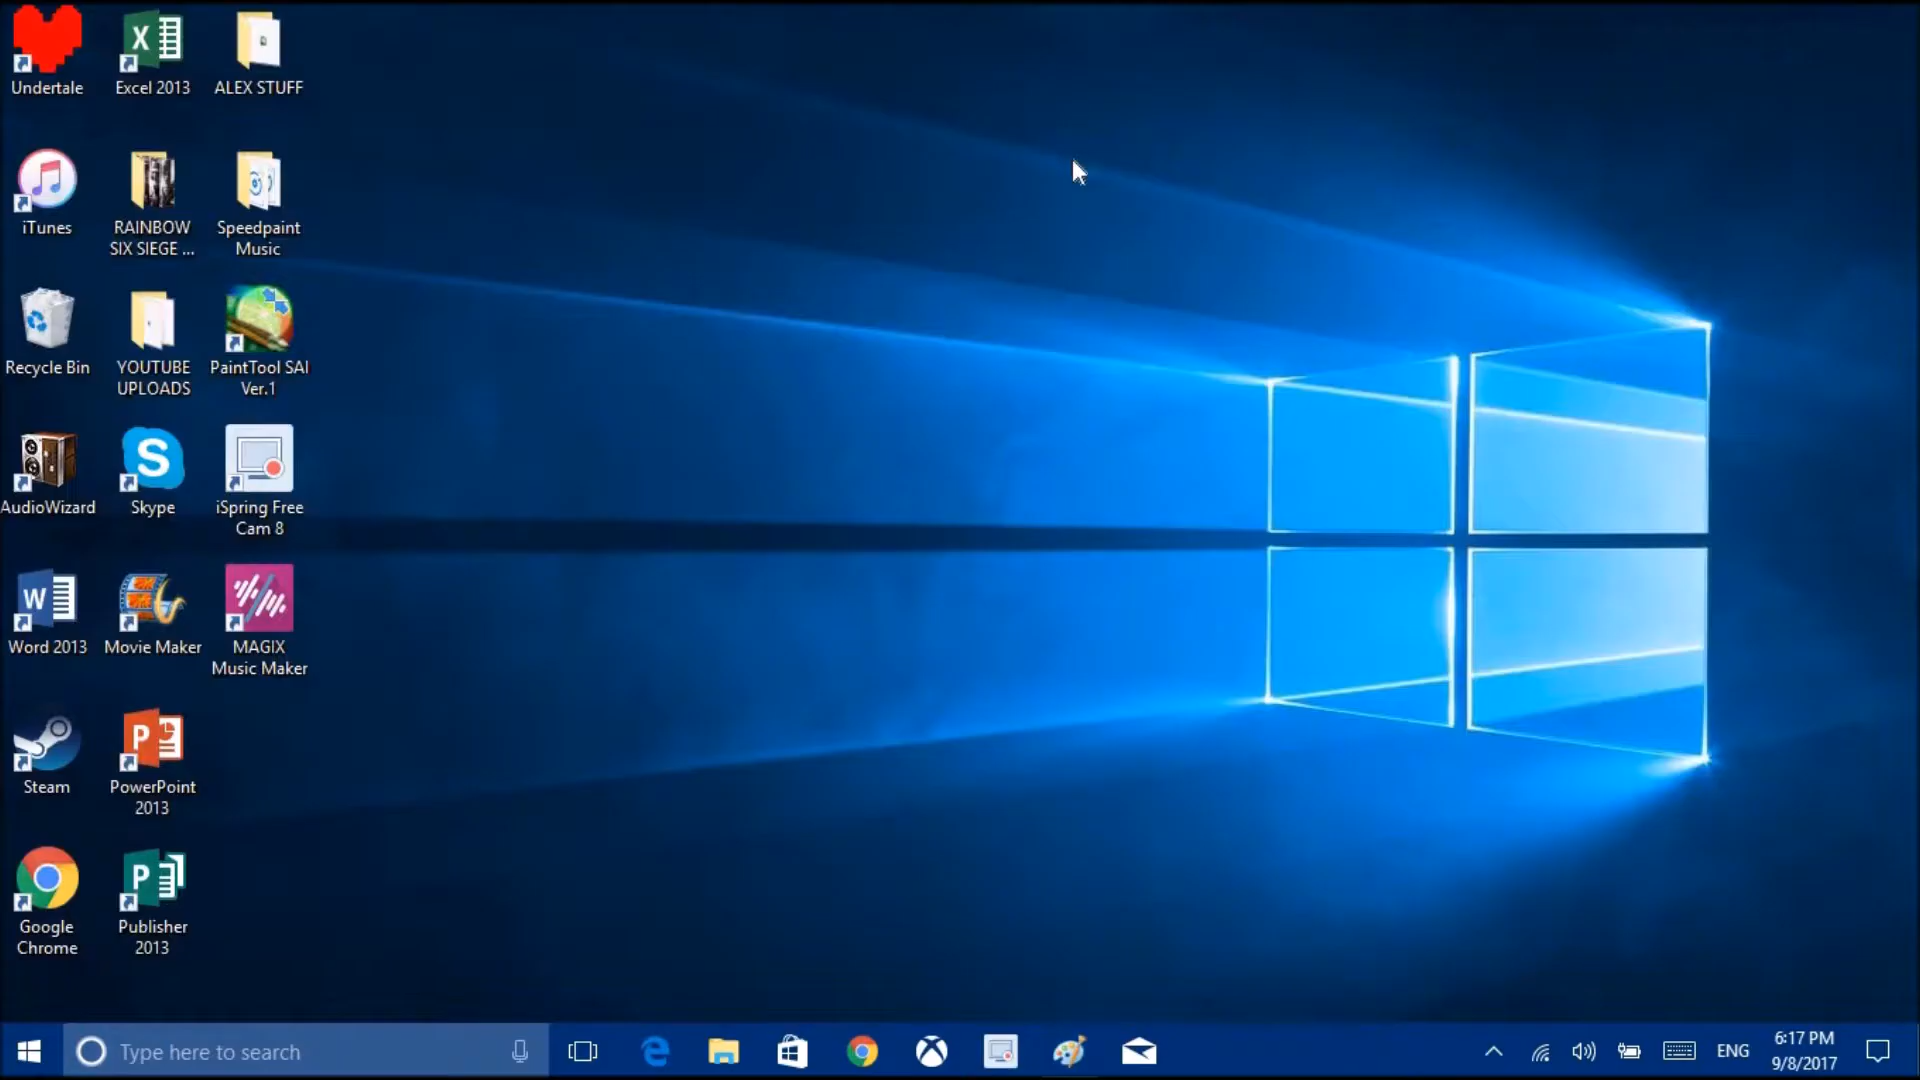 Undertale
Excel 2013
ALEX STUFF
iTunes
RAINBOW
SIX SIEGE ...
Speedpaint
Music
Recycle Bin
YOUTUBE
UPLOADS
PaintTool SAI
Ver.1
AudioWizard
Skype
iSpring Free
Cam 8
Word 2013
Movie Maker
MAGIX
Music Maker
Steam
PowerPoint
2013
Google
Chrome
Publisher
2013
Type here to search
ENG
6:17 PM
9/8/2017